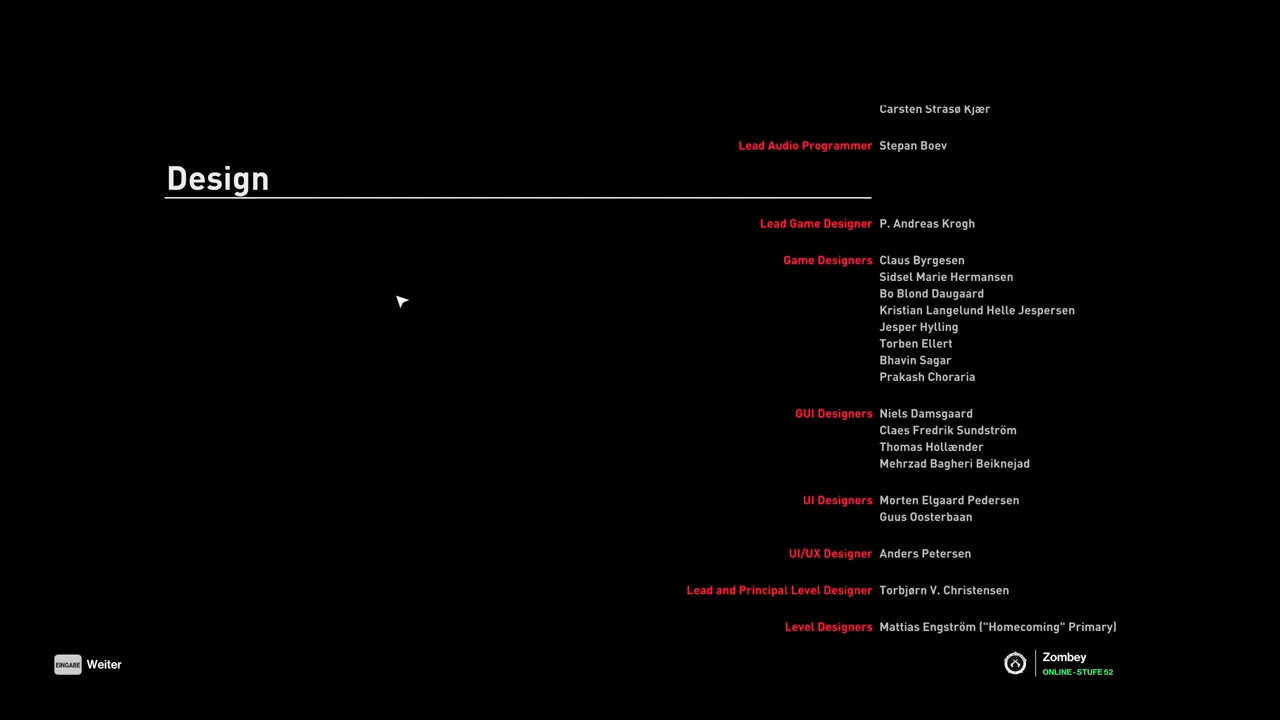 Carsten Stråsø Kjær
Lead Audio Programmer Stepan Boev
Design
Lead Game Designer P. Andreas Krogh
Game Designers Claus Byrgesen
Sidsel Marie Hermansen
Bo Blond Daugaard
Kristian Langelund Helle Jespersen
Jesper Hylling
Torben Ellert
Bhavin Sagar
Prakash Choraria
GUI Designers Niels Damsgaard
Claes Fredrik Sundström
Thomas Hollænder
Mehrzad Bagheri Beiknejad
UI Designers Morten Elgaard Pedersen
Guus Oosterbaan
UI/UX Designer Anders Petersen
Lead and Principal Level Designer Torbjørn V. Christensen
Level Designers Mattias Engström ("Homecoming" Primary)
EINGABE Weiter
Zombey
ONLINE - STUFE 52